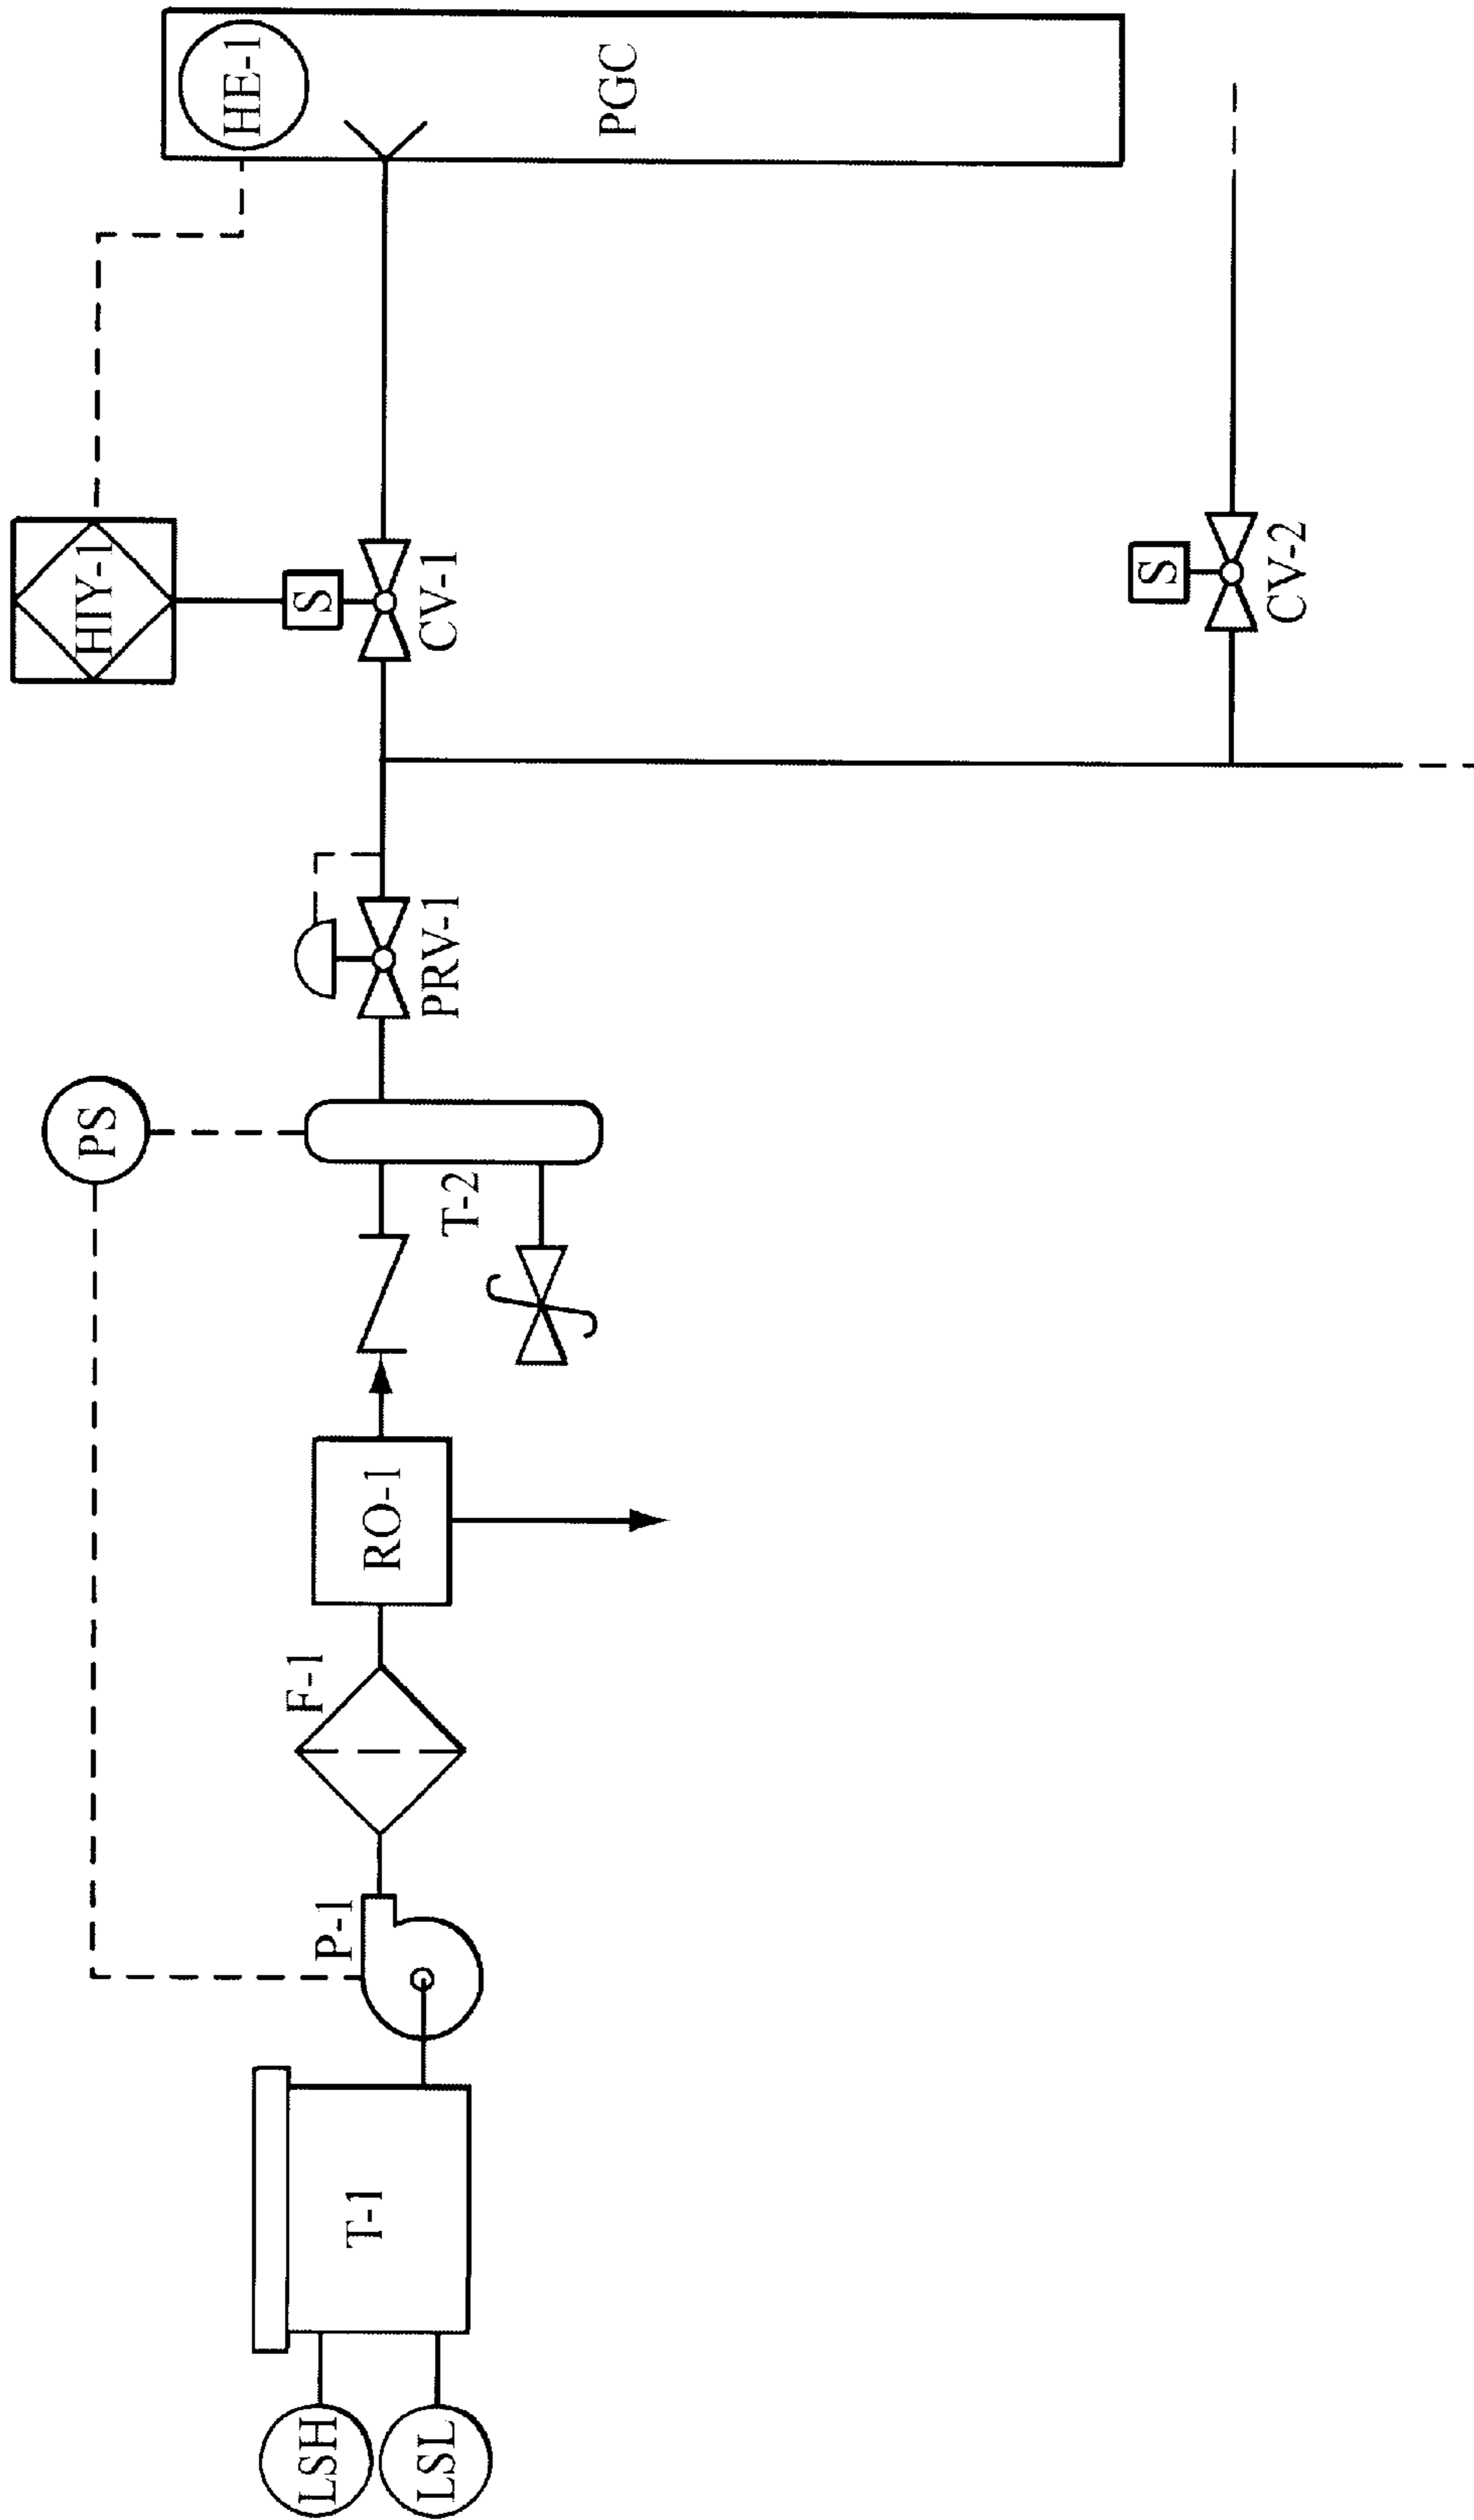 LSH
LSL
T-1
P-1
F-1
RO-1
T-2
PS
PRV-1
HIY-1
S
CV-1
S
CV-2
HE-1
PGC